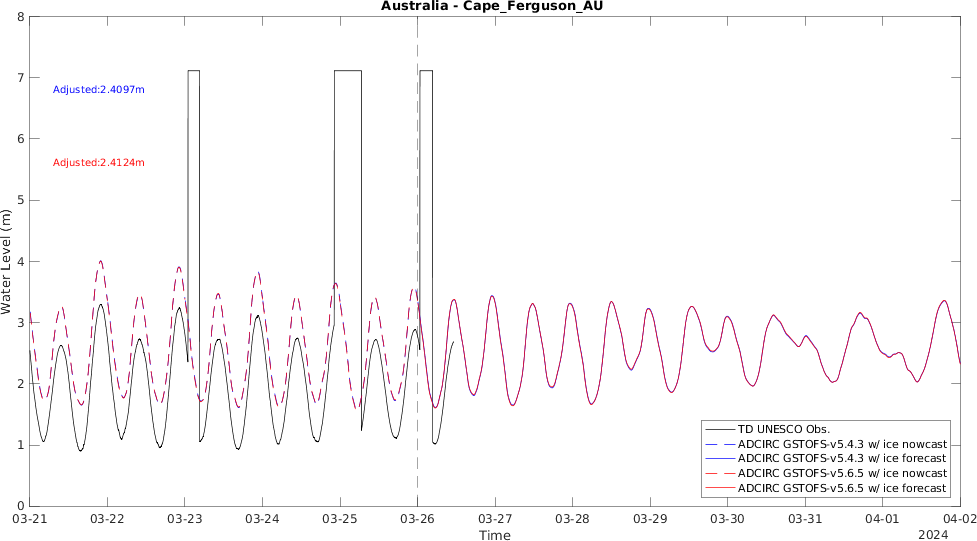 Australia - Cape_Ferguson_AU
8
7
6
5
4
3
2
1
0
Water Level (m)
Adjusted:2.4097m
Adjusted:2.4124m
TD UNESCO Obs.
ADCIRC GSTOFS-v5.4.3 w/ ice nowcast
ADCIRC GSTOFS-v5.4.3 w/ ice forecast
ADCIRC GSTOFS-v5.6.5 w/ ice nowcast
ADCIRC GSTOFS-v5.6.5 w/ ice forecast
03-21 03-22 03-23 03-24 03-25 03-26 03-27 03-28 03-29 03-30 03-31 04-01 04-02
Time
2024